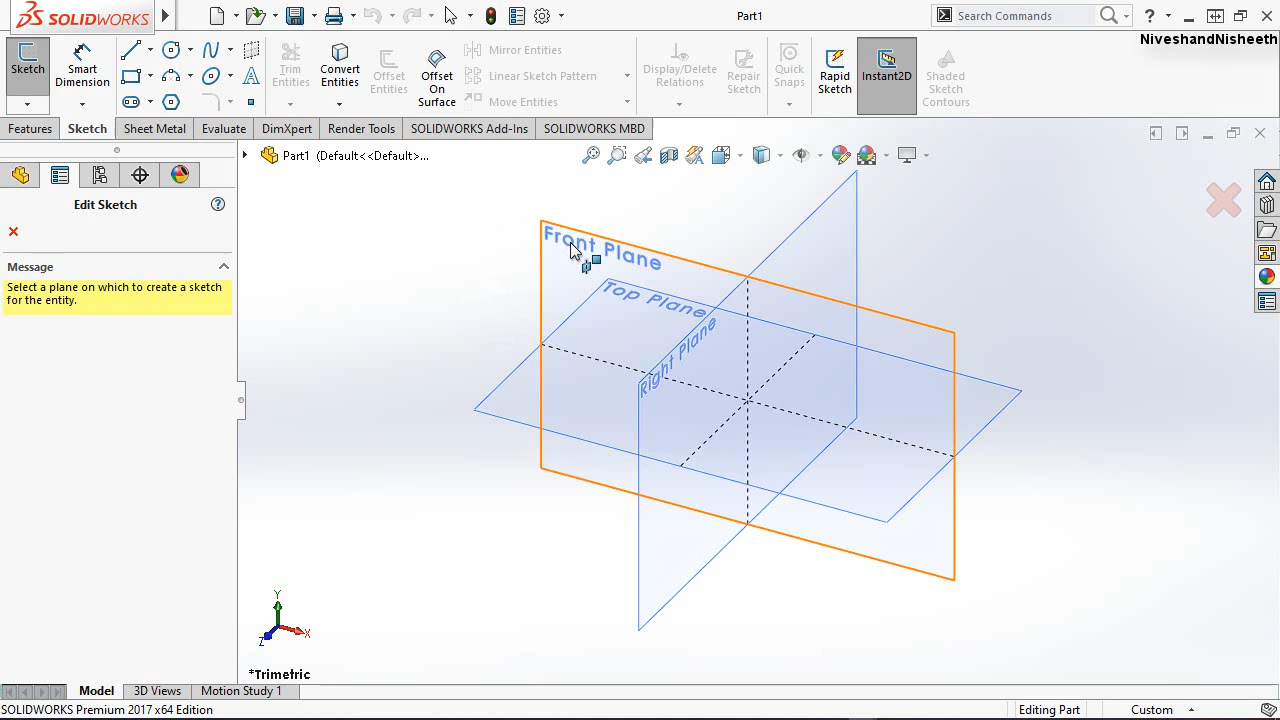 SOLIDWORKS
Part1
Search Commands
?
NiveshandNisheeth
Sketch
Smart Dimension
Trim Entities
Convert Entities
Offset Entities
Offset On Surface
Mirror Entities
Linear Sketch Pattern
Move Entities
Display/Delete Relations
Repair Sketch
Quick Snaps
Rapid Sketch
Instant2D
Shaded Sketch Contours
Features
Sketch
Sheet Metal
Evaluate
DimXpert
Render Tools
SOLIDWORKS Add-Ins
SOLIDWORKS MBD
Part1 (Default<<Default>...
Edit Sketch
?
Message
Select a plane on which to create a sketch
for the entity.
Front Plane
Top Plane
Right Plane
Y
X
Z
*Trimetric
Model
3D Views
Motion Study 1
SOLIDWORKS Premium 2017 x64 Edition
Editing Part
Custom